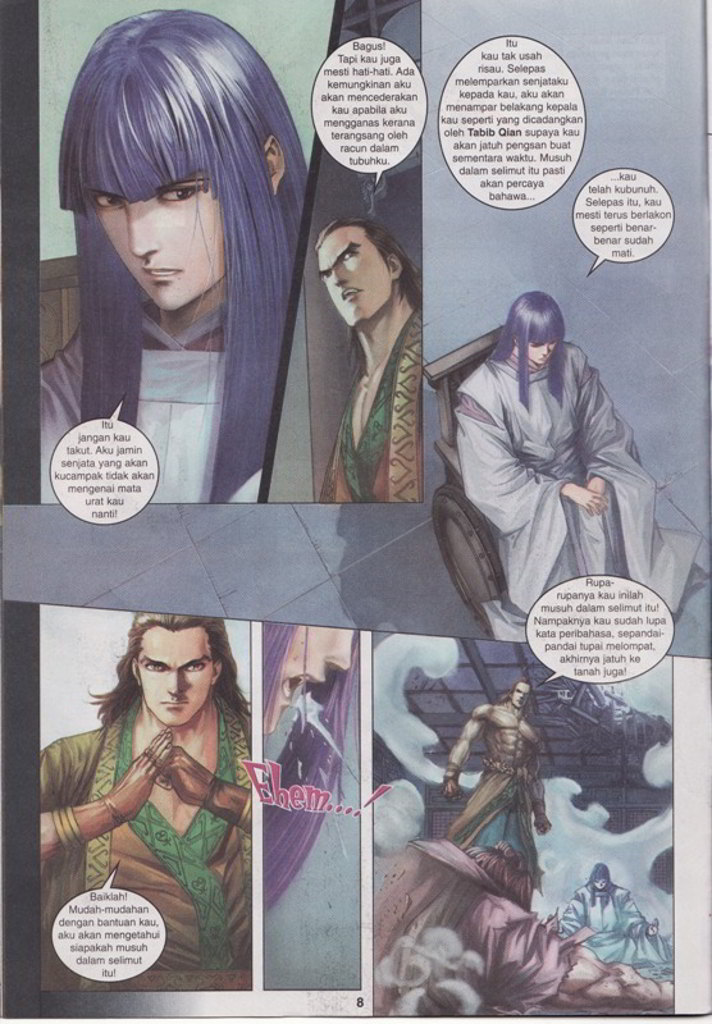 Bagus!
Tapi kau juga
mesti hati-hati. Ada
kemungkinan aku
akan mencederakan
kau apabila aku
mengganas kerana
terangsang oleh
racun dalam
tubuhku.
Itu
jangan kau
takut. Aku jamin
senjata yang akan
kucampak tidak akan
mengenai mata
urat kau
nanti!
Itu
kau tak usah
risau. Selepas
melemparkan senjataku
kepada kau, aku akan
menampar belakang kepala
kau seperti yang dicadangkan
oleh Tabib Qian supaya kau
akan jatuh pengsan buat
sementara waktu. Musuh
dalam selimut itu pasti
akan percaya
bahawa...
...kau
telah kubunuh.
Selepas itu, kau
mesti terus berlakon
seperti benar-
benar sudah
mati.
Baiklah!
Mudah-mudahan
dengan bantuan kau,
aku akan mengetahui
siapakah musuh
dalam selimut
itu!
Ehem....!
Rupa-
rupanya kau inilah
musuh dalam selimut itu!
Nampaknya kau sudah lupa
kata peribahasa, sepandai-
pandai tupai melompat,
akhirnya jatuh ke
tanah juga!
8